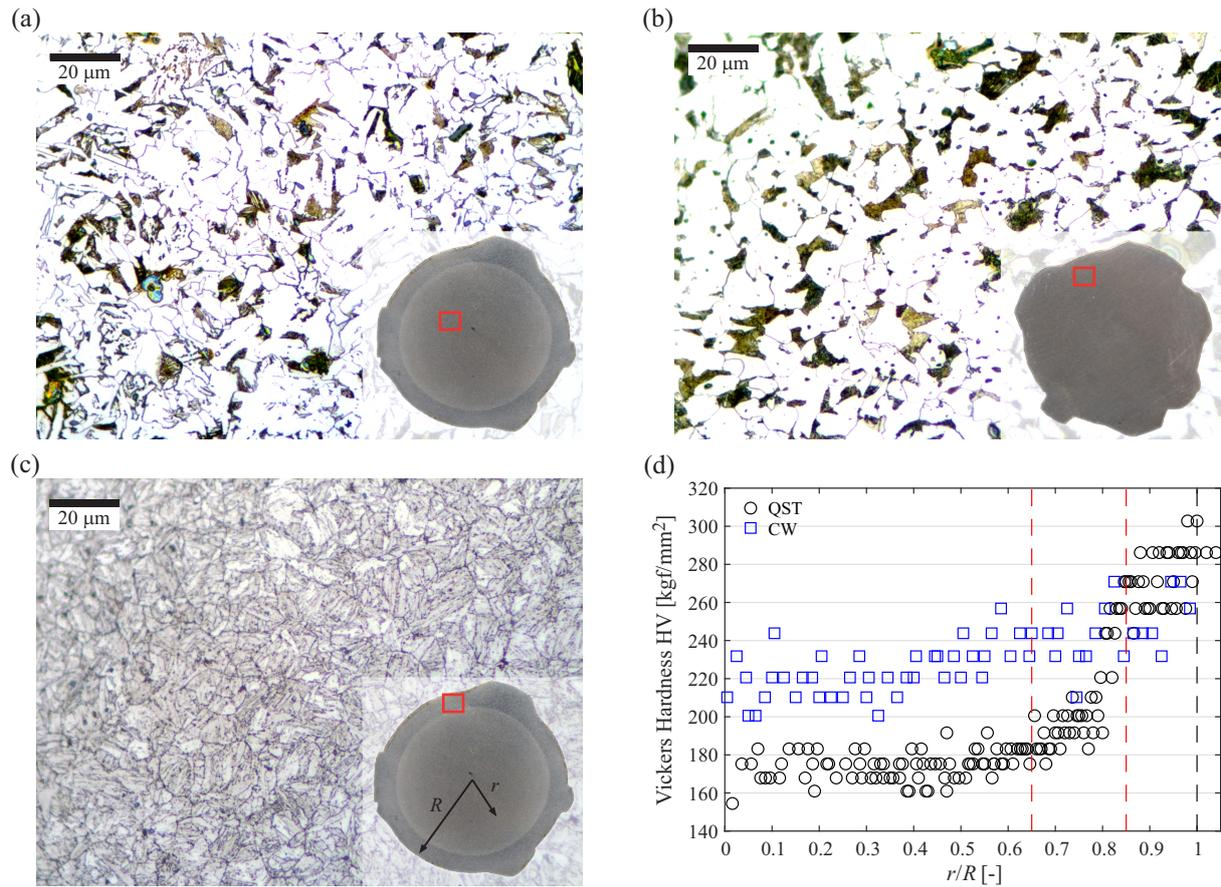 (a)
20 μm
(b)
20 μm
(c)
20 μm
R
r
(d)
Vickers Hardness HV [kgf/mm²]
320
300
280
260
240
220
200
180
160
140
QST
CW
0 0.1 0.2 0.3 0.4 0.5 0.6 0.7 0.8 0.9 1
r/R [-]